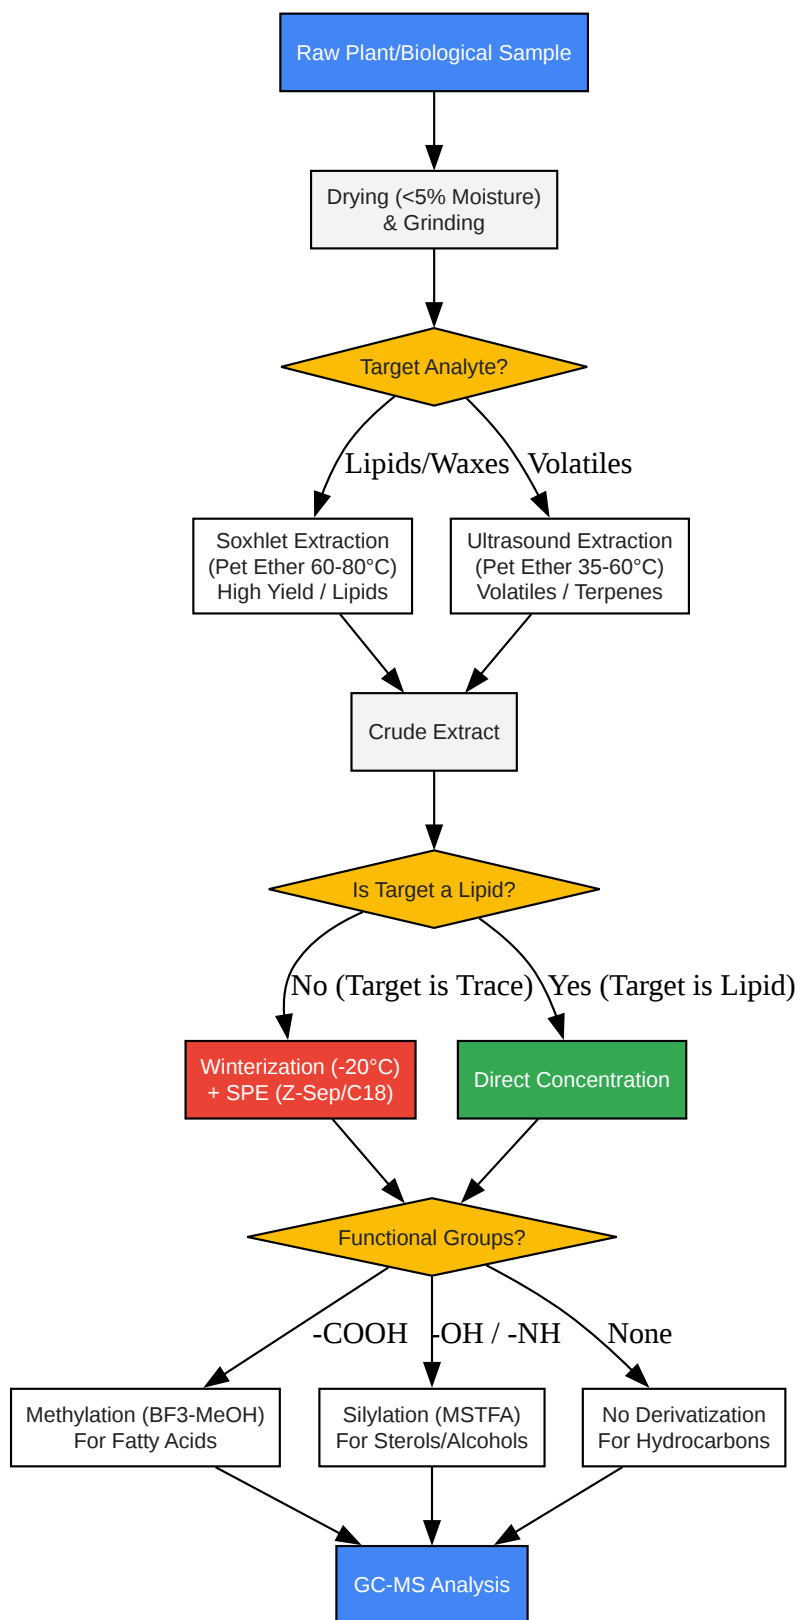 Raw Plant/Biological Sample
Drying (<5% Moisture)
& Grinding
Target Analyte?
Lipids/Waxes
Volatiles
Soxhlet Extraction
(Pet Ether 60-80°C)
High Yield / Lipids
Ultrasound Extraction
(Pet Ether 35-60°C)
Volatiles / Terpenes
Crude Extract
Is Target a Lipid?
No (Target is Trace)
Yes (Target is Lipid)
Winterization (-20°C)
+ SPE (Z-Sep/C18)
Direct Concentration
Functional Groups?
-COOH
-OH / -NH
None
Methylation (BF3-MeOH)
For Fatty Acids
Silylation (MSTFA)
For Sterols/Alcohols
No Derivatization
For Hydrocarbons
GC-MS Analysis